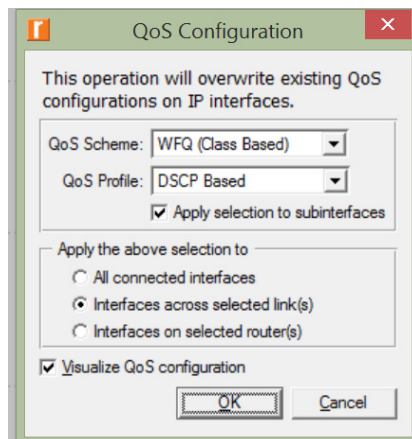 QoS Configuration
This operation will overwrite existing QoS
configurations on IP interfaces.
QoS Scheme: WFQ (Class Based)
QoS Profile: DSCP Based
Apply selection to subinterfaces
Apply the above selection to
All connected interfaces
Interfaces across selected link(s)
Interfaces on selected router(s)
Visualize QoS configuration
OK Cancel